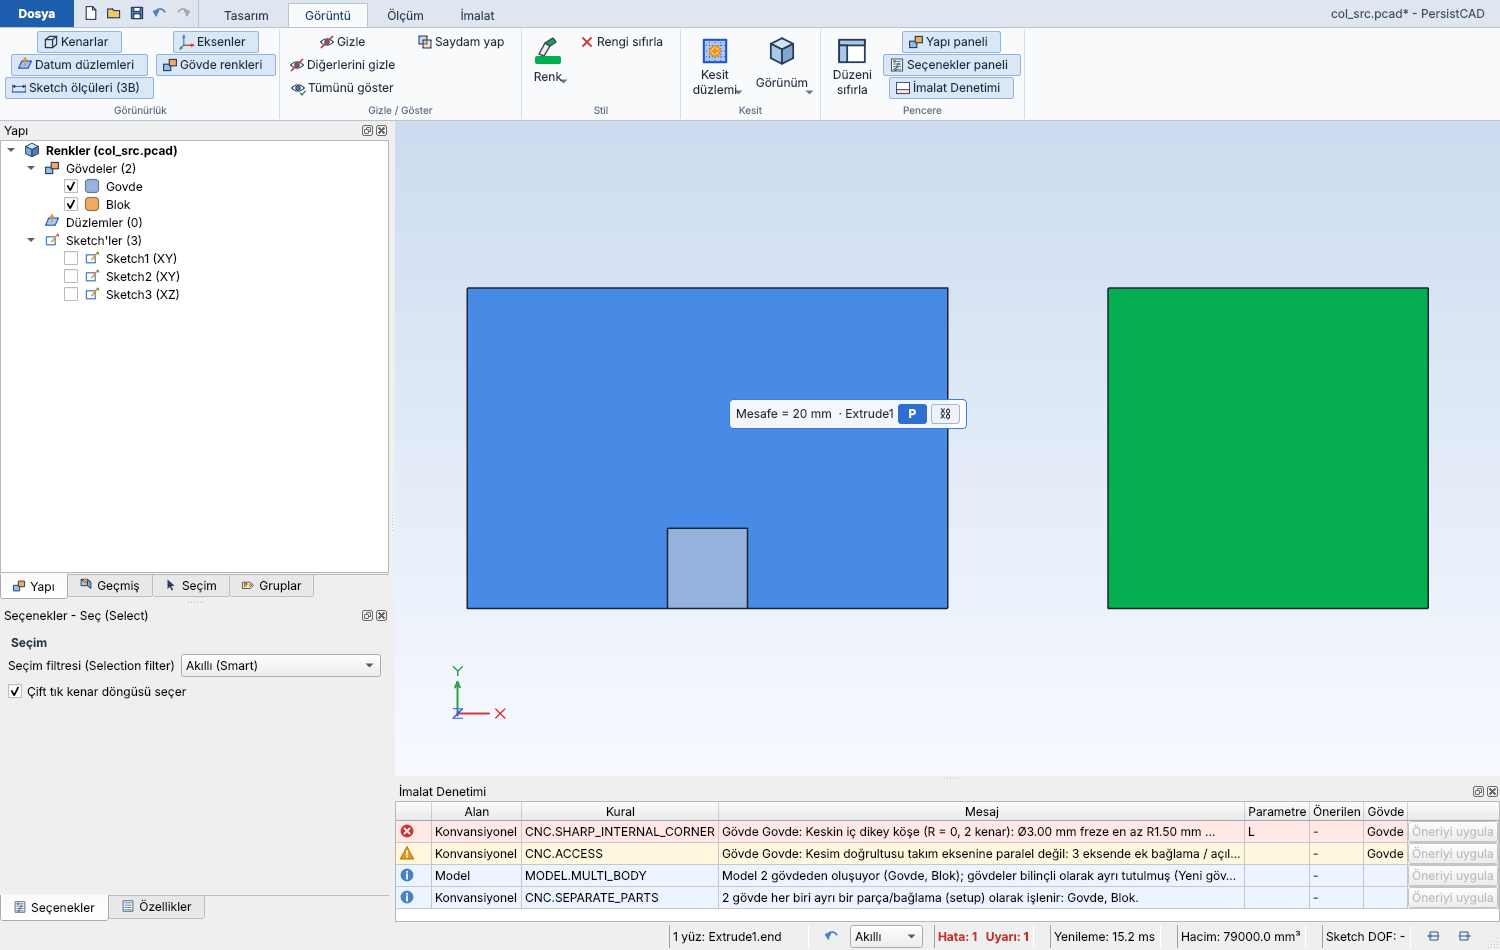 Dosya
Tasarım Görüntü Ölçüm İmalat
col_src.pcad* - PersistCAD
Kenarlar Eksenler
Datum düzlemleri Gövde renkleri
Sketch ölçüleri (3B)
Görünürlük
Gizle Saydam yap
Diğerlerini gizle
Tümünü göster
Gizle / Göster
Renk Rengi sıfırla
Stil
Kesit düzlemi Görünüm
Kesit
Düzeni sıfırla
Yapı paneli
Seçenekler paneli
İmalat Denetimi
Pencere
Yapı
Renkler (col_src.pcad)
Gövdeler (2)
Govde
Blok
Düzlemler (0)
Sketch'ler (3)
Sketch1 (XY)
Sketch2 (XY)
Sketch3 (XZ)
Yapı Geçmiş Seçim Gruplar
Seçenekler - Seç (Select)
Seçim
Seçim filtresi (Selection filter) Akıllı (Smart)
Çift tık kenar döngüsü seçer
Seçenekler Özellikler
Mesafe = 20 mm · Extrude1 P
Y
Z X
İmalat Denetimi
Alan Kural Mesaj Parametre Önerilen Gövde
Konvansiyonel CNC.SHARP_INTERNAL_CORNER Gövde Govde: Keskin iç dikey köşe (R = 0, 2 kenar): Ø3.00 mm freze en az R1.50 mm ... L - Govde Öneriyi uygula
Konvansiyonel CNC.ACCESS Gövde Govde: Kesim doğrultusu takım eksenine paralel değil: 3 eksende ek bağlama / açıl... - Govde Öneriyi uygula
Model MODEL.MULTI_BODY Model 2 gövdeden oluşuyor (Govde, Blok); gövdeler bilinçli olarak ayrı tutulmuş (Yeni göv... - Öneriyi uygula
Konvansiyonel CNC.SEPARATE_PARTS 2 gövde her biri ayrı bir parça/bağlama (setup) olarak işlenir: Govde, Blok. - Öneriyi uygula
1 yüz: Extrude1.end Akıllı Hata: 1 Uyarı: 1 Yenileme: 15.2 ms Hacim: 79000.0 mm³ Sketch DOF: -